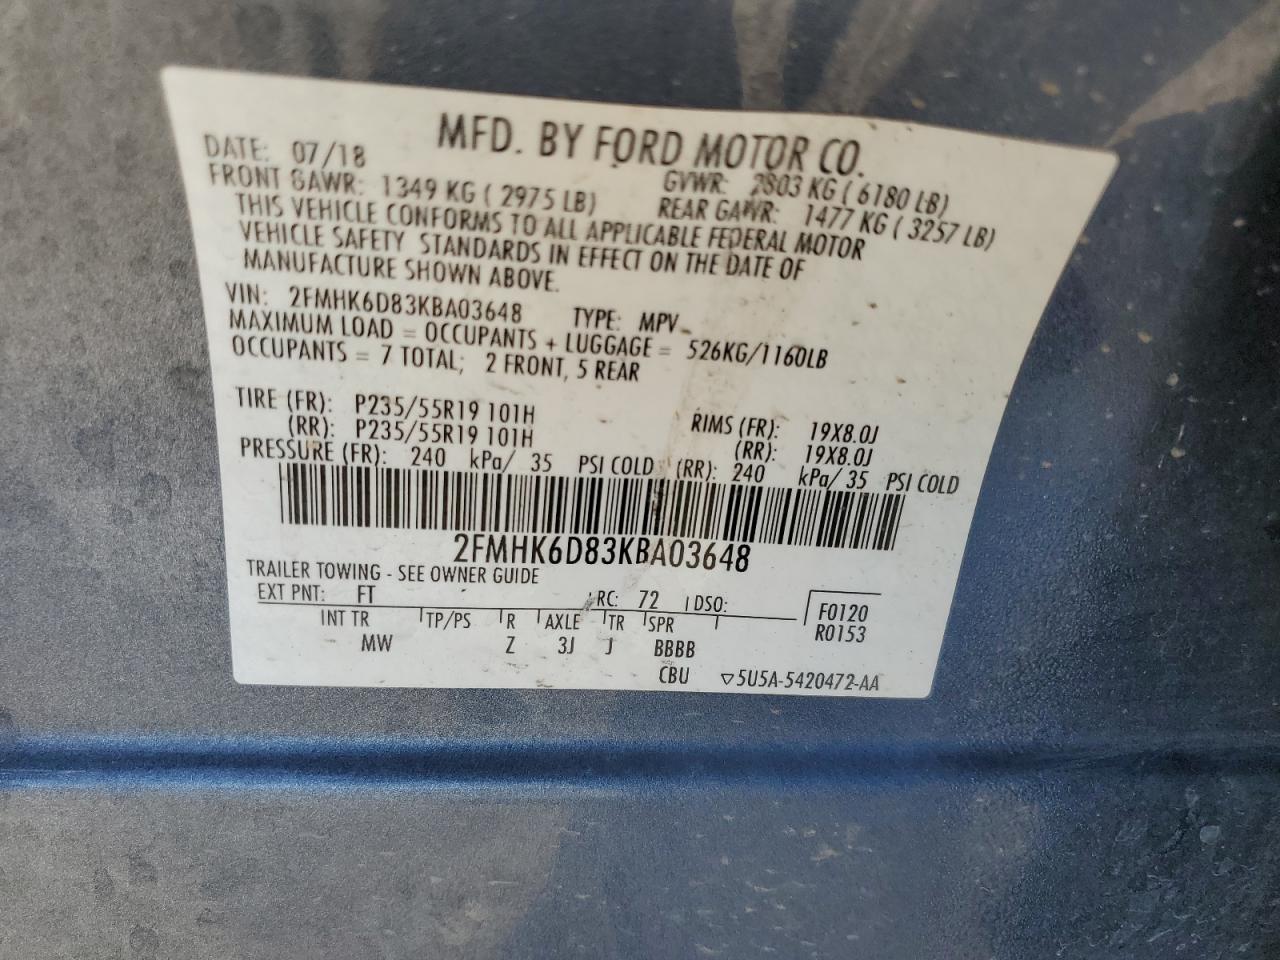 MFD. BY FORD MOTOR CO.
DATE: 07/18 GVWR: 2803 KG ( 6180 LB)
FRONT GAWR: 1349 KG ( 2975 LB) REAR GAWR: 1477 KG ( 3257 LB)
THIS VEHICLE CONFORMS TO ALL APPLICABLE FEDERAL MOTOR
VEHICLE SAFETY STANDARDS IN EFFECT ON THE DATE OF
MANUFACTURE SHOWN ABOVE.
VIN: 2FMHK6D83KBA03648 TYPE: MPV
MAXIMUM LOAD = OCCUPANTS + LUGGAGE = 526KG/1160LB
OCCUPANTS = 7 TOTAL; 2 FRONT, 5 REAR
TIRE (FR): P235/55R19 101H RIMS (FR): 19X8.0J
(RR): P235/55R19 101H (RR): 19X8.0J
PRESSURE (FR): 240 kPa/ 35 PSI COLD (RR): 240 kPa/ 35 PSI COLD
2FMHK6D83KBA03648
TRAILER TOWING - SEE OWNER GUIDE
EXT PNT: FT RC: 72 DSO: F0120
INT TR TP/PS R AXLE TR SPR R0153
MW Z 3J J BBBB
CBU ▽5U5A-5420472-AA